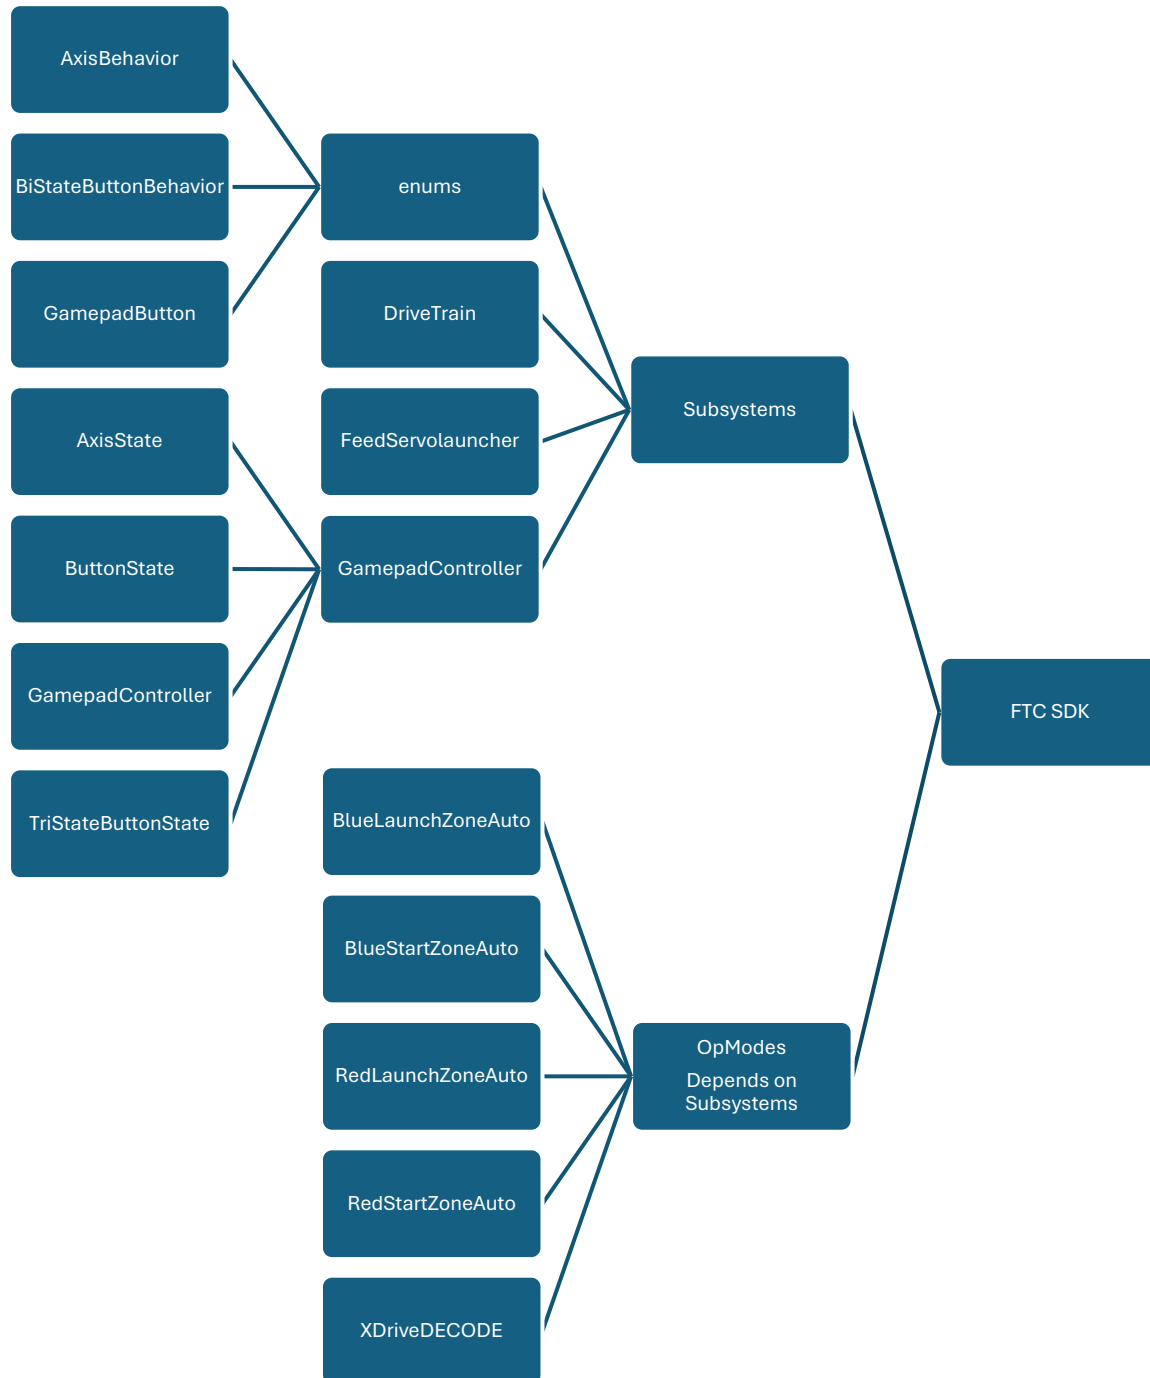 AxisBehavior
BiStateButtonBehavior
GamepadButton
AxisState
ButtonState
GamepadController
TriStateButtonState
enums
DriveTrain
FeedServolauncher
GamepadController
BlueLaunchZoneAuto
BlueStartZoneAuto
RedLaunchZoneAuto
RedStartZoneAuto
XDriveDECODE
Subsystems
OpModes
Depends on
Subsystems
FTC SDK